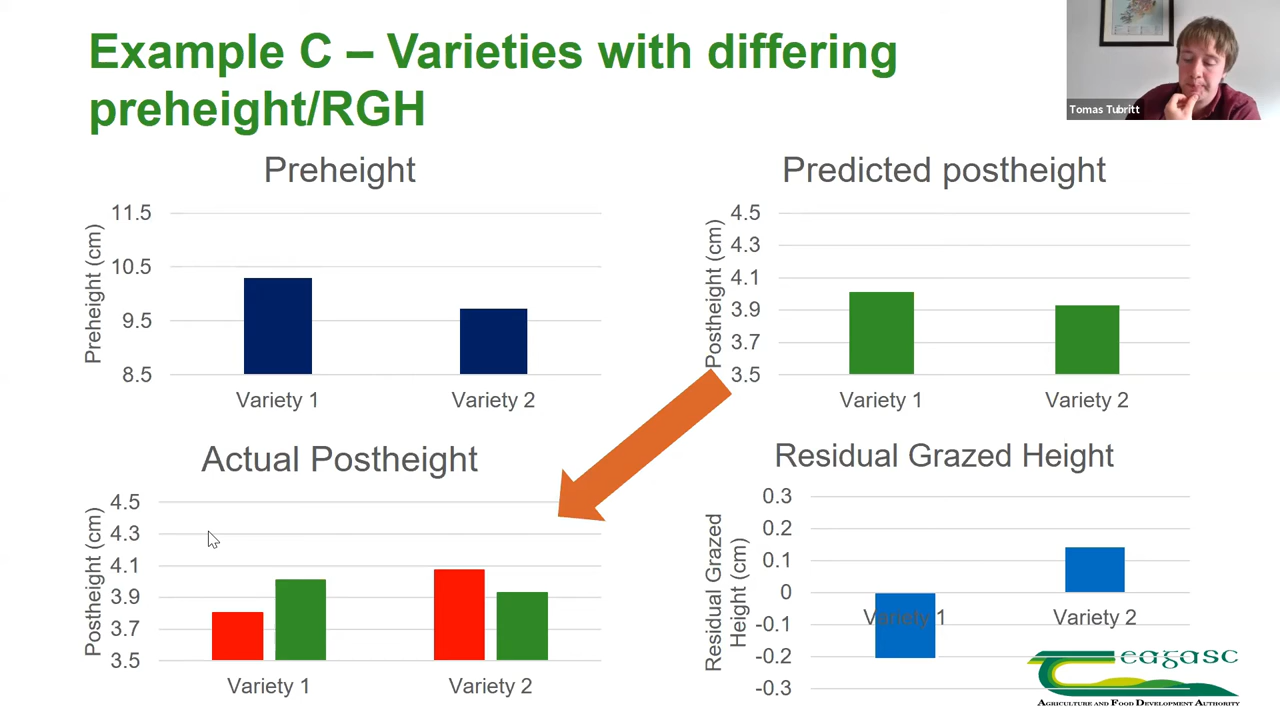 Example C – Varieties with differing
preheight/RGH
Tomas Tubritt
Preheight
Preheight (cm)
11.5
10.5
9.5
8.5
Variety 1
Variety 2
Predicted postheight
Postheight (cm)
4.5
4.3
4.1
3.9
3.7
3.5
Variety 1
Variety 2
Actual Postheight
Postheight (cm)
4.5
4.3
4.1
3.9
3.7
3.5
Variety 1
Variety 2
Residual Grazed Height
Residual Grazed
Height (cm)
0.3
0.2
0.1
0
-0.1
-0.2
-0.3
Variety 1
Variety 2
teagasc
AGRICULTURE AND FOOD DEVELOPMENT AUTHORITY